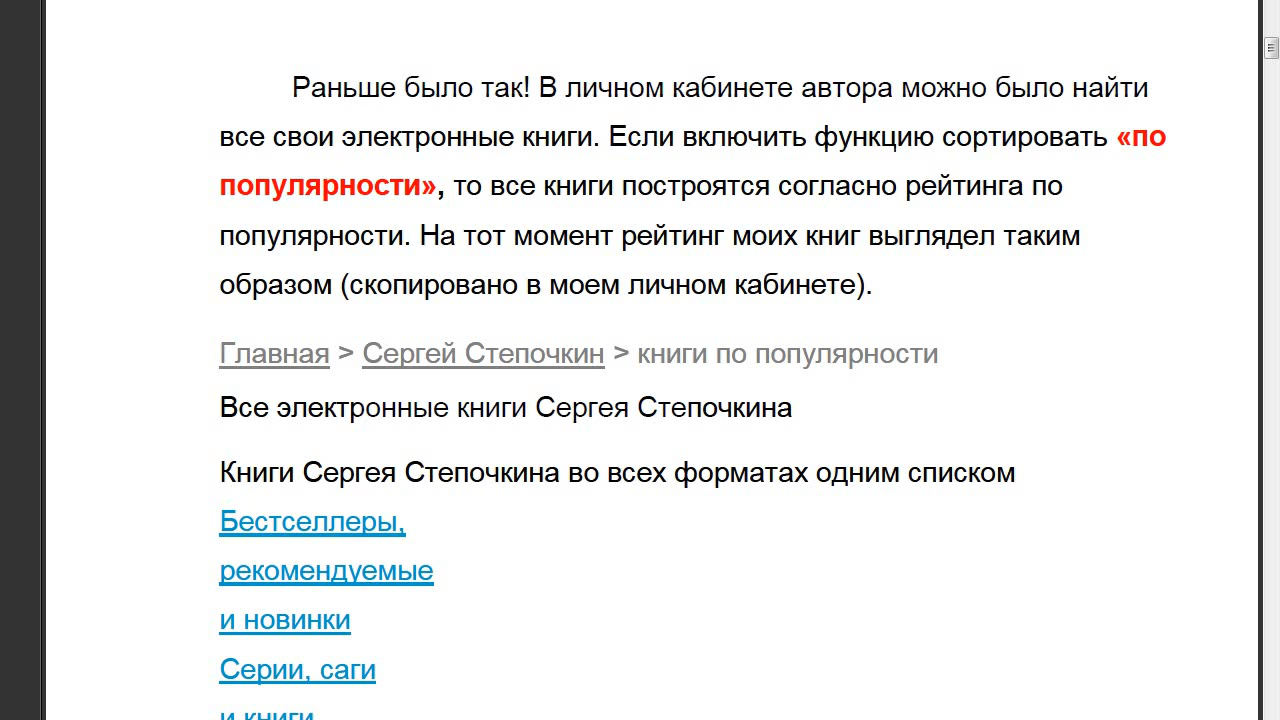 Раньше было так! В личном кабинете автора можно было найти
все свои электронные книги. Если включить функцию сортировать «по
популярности», то все книги построятся согласно рейтинга по
популярности. На тот момент рейтинг моих книг выглядел таким
образом (скопировано в моем личном кабинете).
Главная > Сергей Степочкин > книги по популярности
Все электронные книги Сергея Степочкина
Книги Сергея Степочкина во всех форматах одним списком
Бестселлеры,
рекомендуемые
и новинки
Серии, саги
и книги